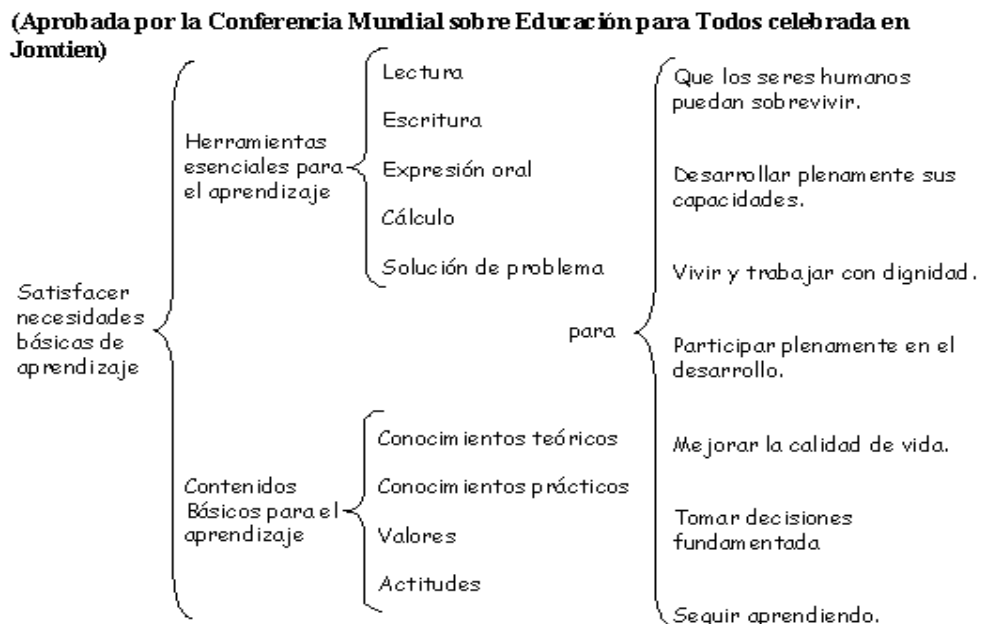 (Aprobada por la Conferencia Mundial sobre Educación para Todos celebrada en
Jomtien)
Satisfacer
necesidades
básicas de
aprendizaje
Herramientas
esenciales para
el aprendizaje
Lectura
Escritura
Expresión oral
Cálculo
Solución de problema
Contenidos
Básicos para el
aprendizaje
Conocimientos teóricos
Conocimientos prácticos
Valores
Actitudes
para
Que los seres humanos
puedan sobrevivir.
Desarrollar plenamente sus
capacidades.
Vivir y trabajar con dignidad.
Participar plenamente en el
desarrollo.
Mejorar la calidad de vida.
Tomar decisiones
fundamentada
Seguir aprendiendo.